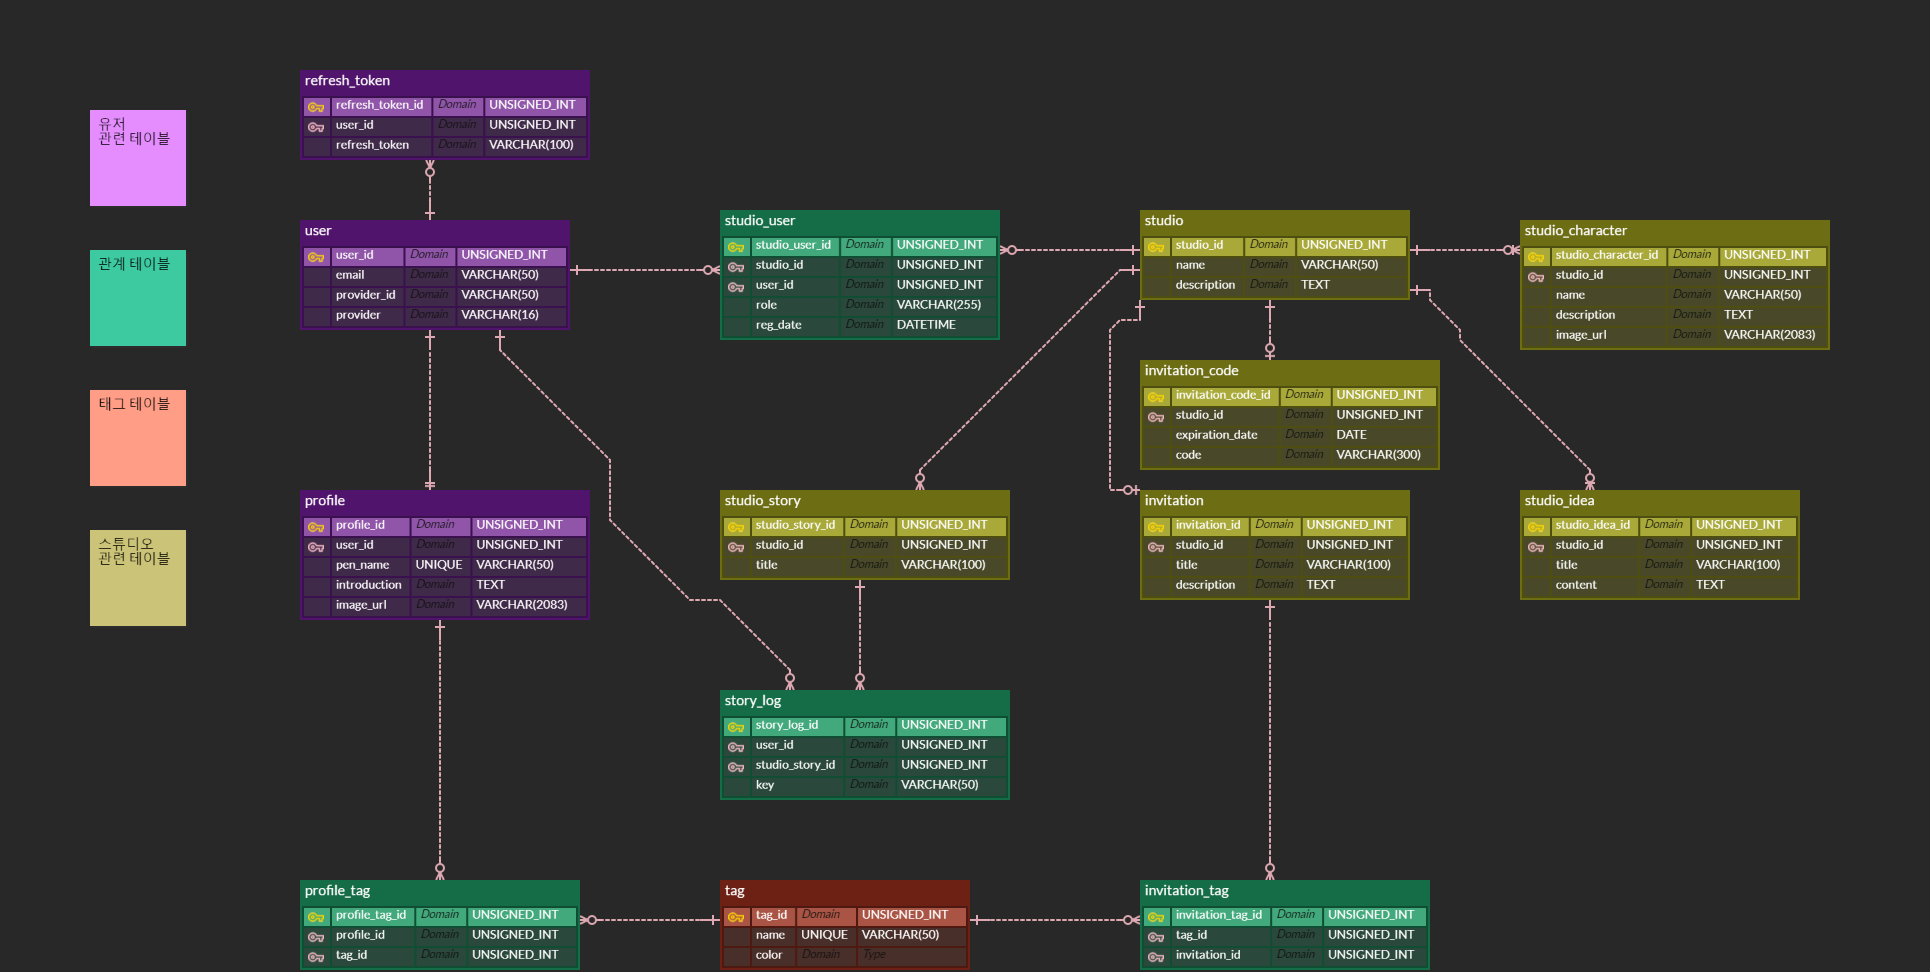 유저
관련 테이블
관계 테이블
태그 테이블
스튜디오
관련 테이블
refresh_token
refresh_token_id Domain UNSIGNED_INT
user_id Domain UNSIGNED_INT
refresh_token Domain VARCHAR(100)
user
user_id Domain UNSIGNED_INT
email Domain VARCHAR(50)
provider_id Domain VARCHAR(50)
provider Domain VARCHAR(16)
studio_user
studio_user_id Domain UNSIGNED_INT
studio_id Domain UNSIGNED_INT
user_id Domain UNSIGNED_INT
role Domain VARCHAR(255)
reg_date Domain DATETIME
studio
studio_id Domain UNSIGNED_INT
name Domain VARCHAR(50)
description Domain TEXT
studio_character
studio_character_id Domain UNSIGNED_INT
studio_id Domain UNSIGNED_INT
name Domain VARCHAR(50)
description Domain TEXT
image_url Domain VARCHAR(2083)
invitation_code
invitation_code_id Domain UNSIGNED_INT
studio_id Domain UNSIGNED_INT
expiration_date Domain DATE
code Domain VARCHAR(300)
profile
profile_id Domain UNSIGNED_INT
user_id Domain UNSIGNED_INT
pen_name UNIQUE VARCHAR(50)
introduction Domain TEXT
image_url Domain VARCHAR(2083)
studio_story
studio_story_id Domain UNSIGNED_INT
studio_id Domain UNSIGNED_INT
title Domain VARCHAR(100)
invitation
invitation_id Domain UNSIGNED_INT
studio_id Domain UNSIGNED_INT
title Domain VARCHAR(100)
description Domain TEXT
studio_idea
studio_idea_id Domain UNSIGNED_INT
studio_id Domain UNSIGNED_INT
title Domain VARCHAR(100)
content Domain TEXT
story_log
story_log_id Domain UNSIGNED_INT
user_id Domain UNSIGNED_INT
studio_story_id Domain UNSIGNED_INT
key Domain VARCHAR(50)
profile_tag
profile_tag_id Domain UNSIGNED_INT
profile_id Domain UNSIGNED_INT
tag_id Domain UNSIGNED_INT
tag
tag_id Domain UNSIGNED_INT
name UNIQUE VARCHAR(50)
color Domain Type
invitation_tag
invitation_tag_id Domain UNSIGNED_INT
tag_id Domain UNSIGNED_INT
invitation_id Domain UNSIGNED_INT